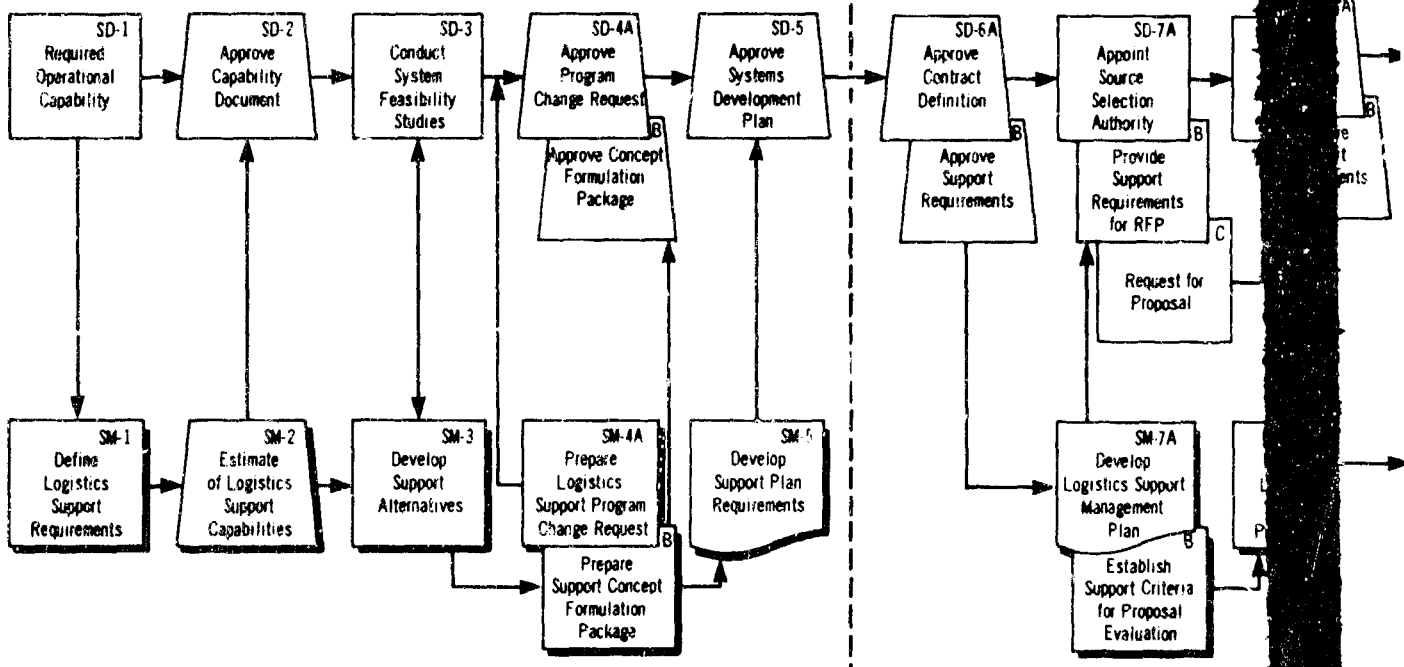 SD-1
Required
Operational
Capability
SD-2
Approve
Capability
Document
SD-3
Conduct
System
Feasibility
Studies
SD-4A
Approve
Program
Change Request
B
Approve Concept
Formulation
Package
SD-5
Approve
Systems
Development
Plan
SD-6A
Approve
Contract
Definition
B
Approve
Support
Requirements
SD-7A
Appoint
Source
Selection
Authority
B
Provide
Support
Requirements
for RFP
C
Request for
Proposal
A
B
SM-1
Define
Logistics
Support
Requirements
SM-2
Estimate
of Logistics
Support
Capabilities
SM-3
Develop
Support
Alternatives
SM-4A
Prepare
Logistics
Support Program
Change Request
B
Prepare
Support Concept
Formulation
Package
SM-5
Develop
Support Plan
Requirements
SM-7A
Develop
Logistics Support
Management
Plan
B
Establish
Support Criteria
for Proposal
Evaluation